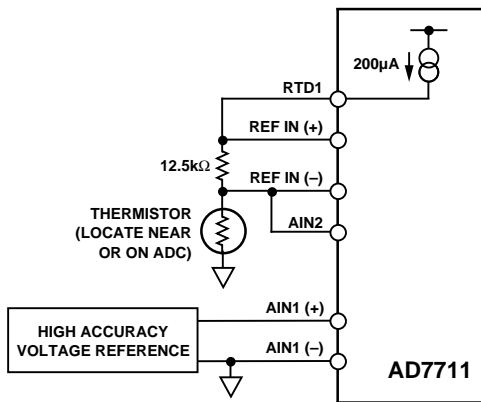 200µA
RTD1
REF IN (+)
12.5kΩ
REF IN (–)
THERMISTOR
(LOCATE NEAR
OR ON ADC)
AIN2
AIN1 (+)
HIGH ACCURACY
VOLTAGE REFERENCE
AIN1 (–)
AD7711